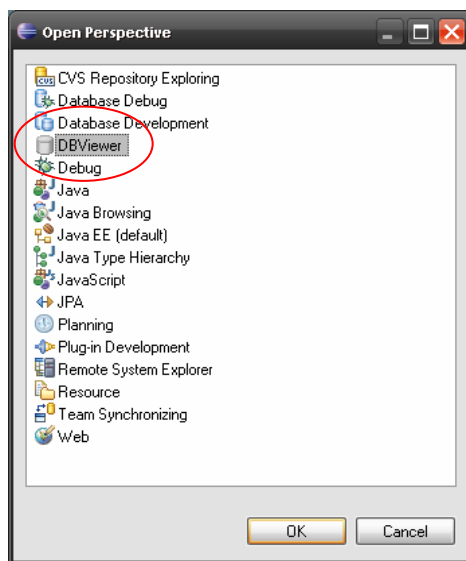 Open Perspective
CVS Repository Exploring
Database Debug
Database Development
DBViewer
Debug
Java
Java Browsing
Java EE (default)
Java Type Hierarchy
JavaScript
JPA
Planning
Plug-in Development
Remote System Explorer
Resource
Team Synchronizing
Web
OK Cancel